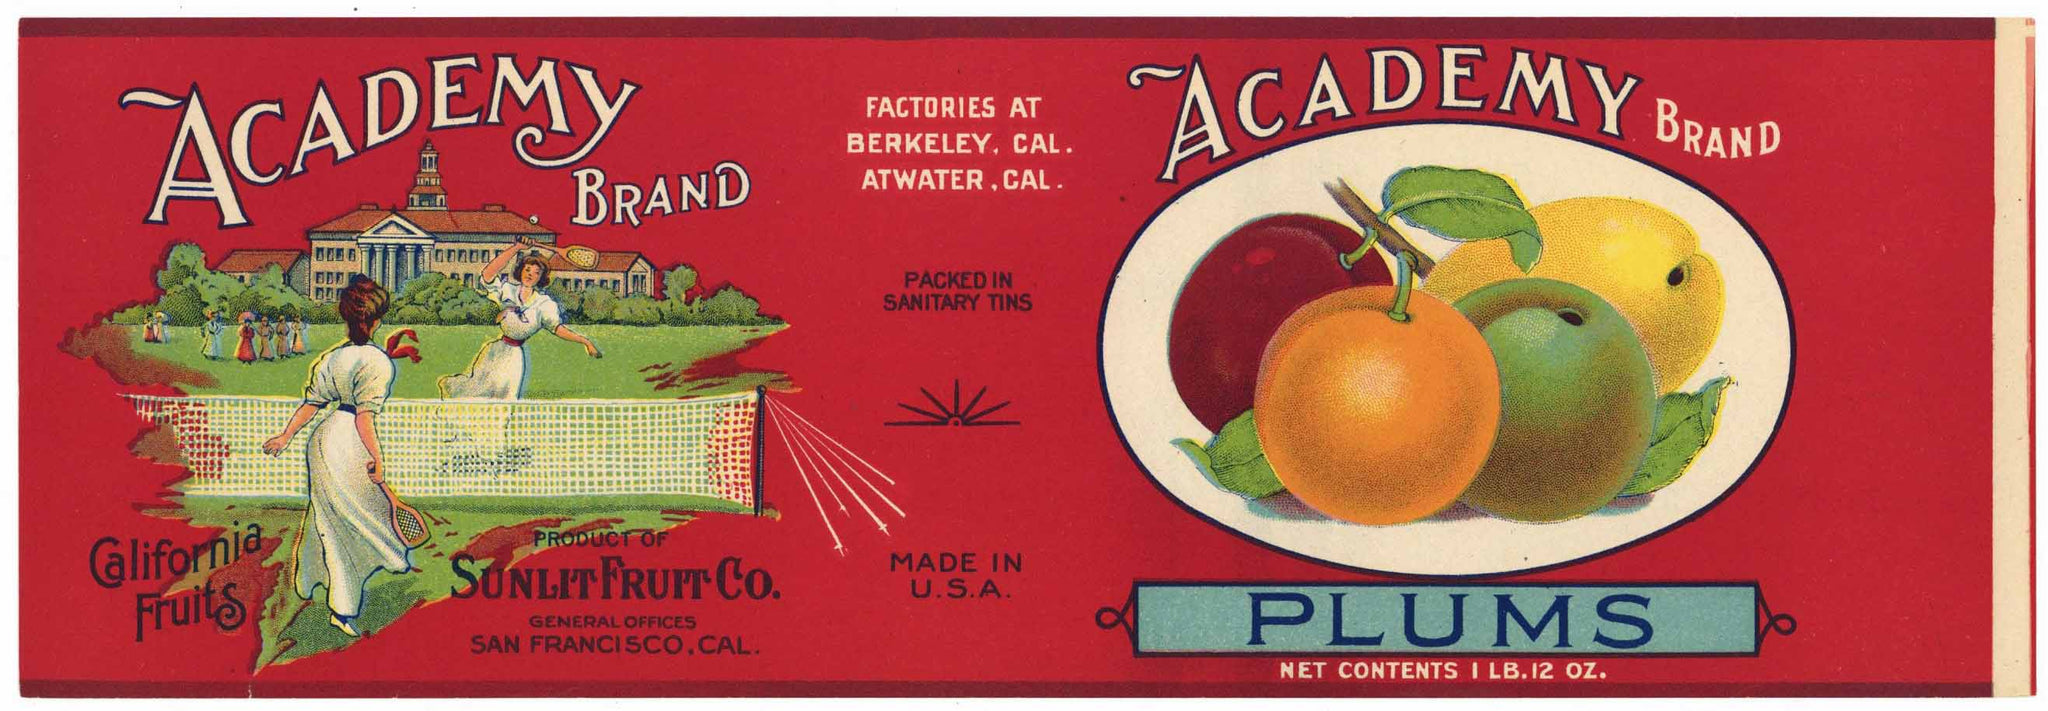 ACADEMY
BRAND
California
Fruits
PRODUCT OF
SUNLIT FRUIT CO.
GENERAL OFFICES
SAN FRANCISCO, CAL.
FACTORIES AT
BERKELEY, CAL.
ATWATER, CAL.
PACKED IN
SANITARY TINS
MADE IN
U.S.A.
ACADEMY BRAND
PLUMS
NET CONTENTS 1 LB. 12 OZ.